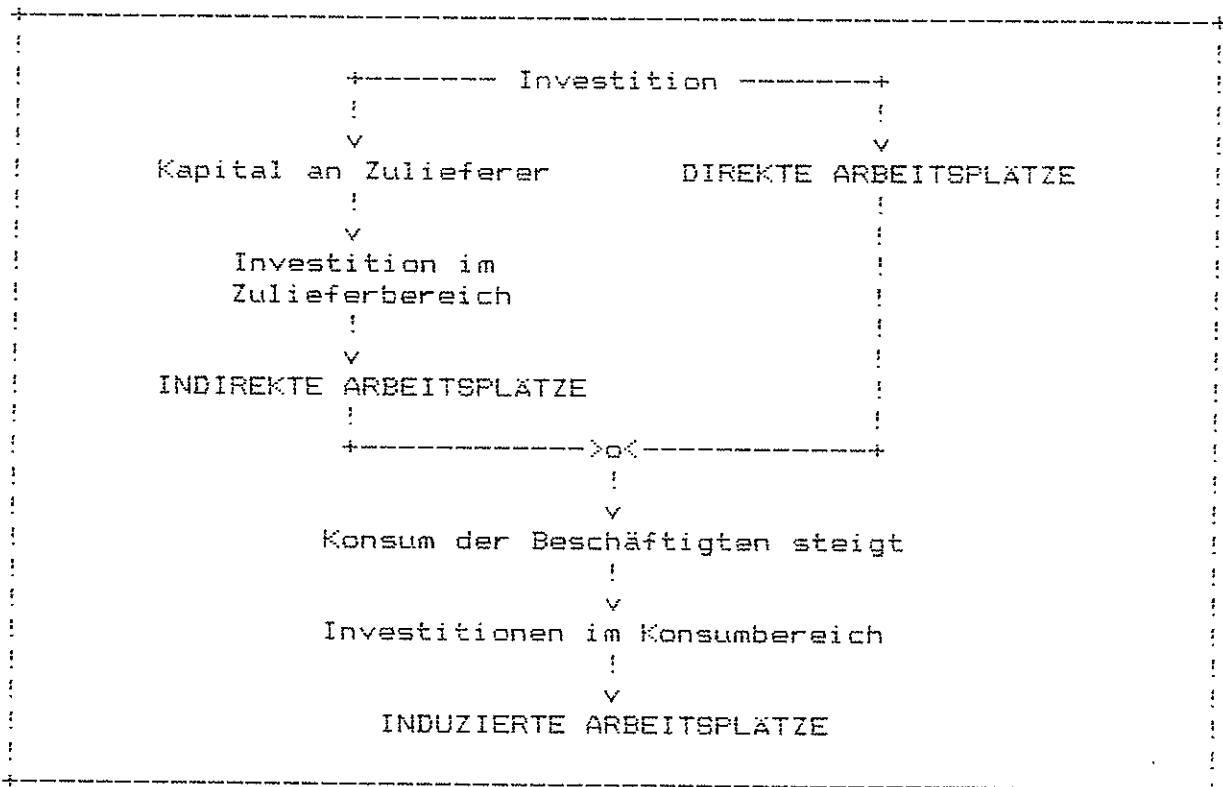 Investition
Kapital an Zulieferer DIREKTE ARBEITSPLÄTZE
Investition im
Zulieferbereich
INDIREKTE ARBEITSPLÄTZE
Konsum der Beschäftigten steigt
Investitionen im Konsumbereich
INDUZIERTE ARBEITSPLÄTZE